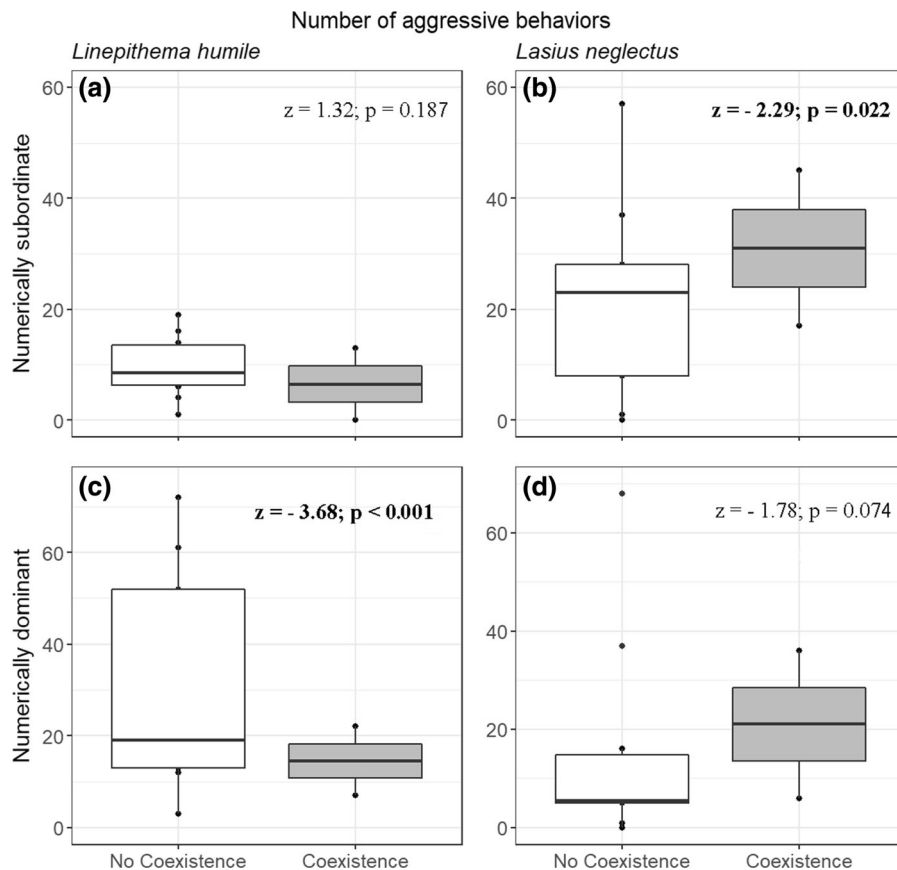 Number of aggressive behaviors
Linepithema humile
Lasius neglectus
Numerically subordinate
(a)
z = 1.32; p = 0.187
60
40
20
0
(b)
z = - 2.29; p = 0.022
60
40
20
0
Numerically dominant
(c)
z = - 3.68; p < 0.001
60
40
20
0
(d)
z = - 1.78; p = 0.074
60
40
20
0
No Coexistence
Coexistence
No Coexistence
Coexistence